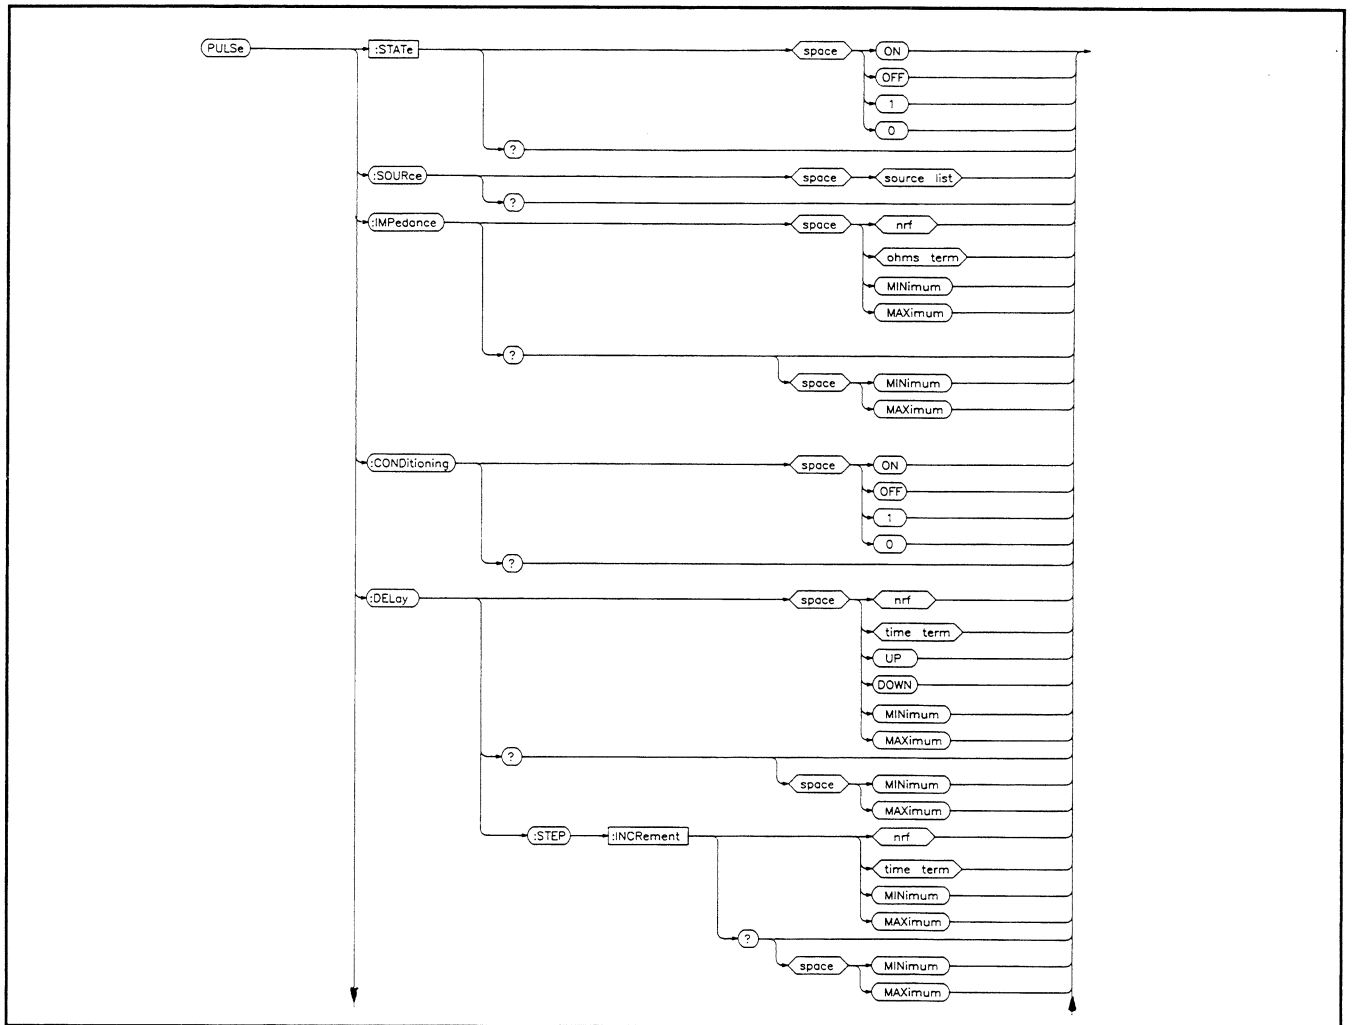 PULSe :STATe space ON
OFF
1
0
?
:SOURce space source list
?
:IMPedance space nrf
ohms term
MINimum
MAXimum
?
space MINimum
MAXimum
:CONDitioning space ON
OFF
1
0
?
:DELay space nrf
time term
UP
DOWN
MINimum
MAXimum
?
space MINimum
MAXimum
:STEP :INCRement nrf
time term
MINimum
MAXimum
?
space MINimum
MAXimum